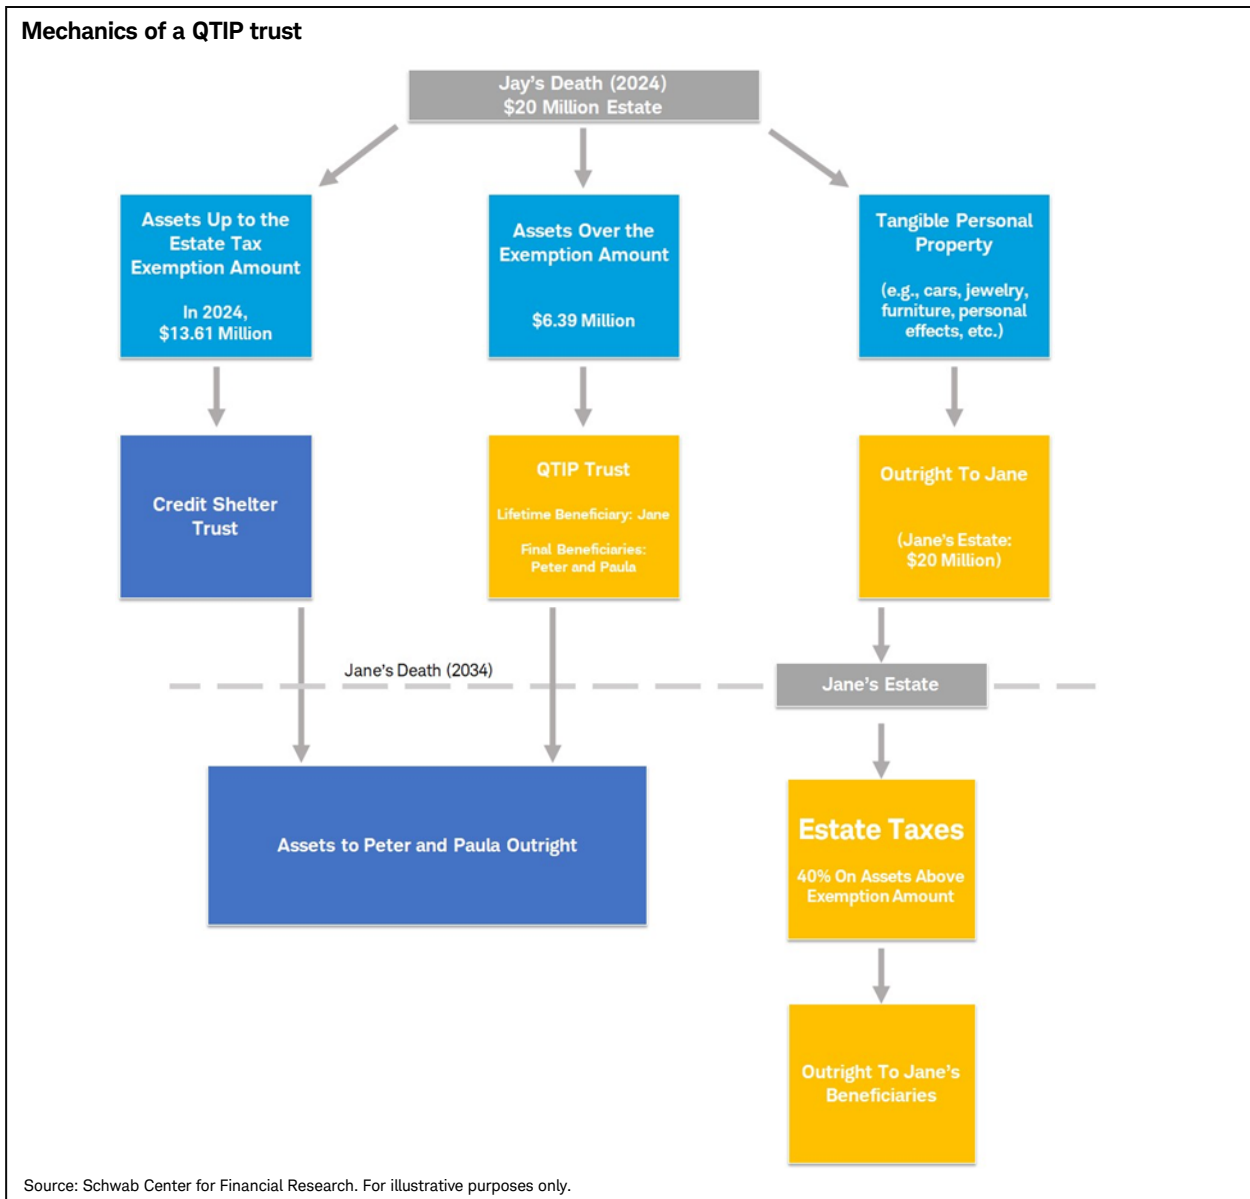 Mechanics of a QTIP trust
Jay's Death (2024)
$20 Million Estate
Assets Up to the
Estate Tax
Exemption Amount
In 2024,
$13.61 Million
Assets Over the
Exemption Amount
$6.39 Million
Tangible Personal
Property
(e.g., cars, jewelry,
furniture, personal
effects, etc.)
Credit Shelter
Trust
QTIP Trust
Lifetime Beneficiary: Jane
Final Beneficiaries:
Peter and Paula
Outright To Jane
(Jane's Estate:
$20 Million)
Jane's Death (2034)
Jane's Estate
Assets to Peter and Paula Outright
Estate Taxes
40% On Assets Above
Exemption Amount
Outright To Jane's
Beneficiaries
Source: Schwab Center for Financial Research. For illustrative purposes only.